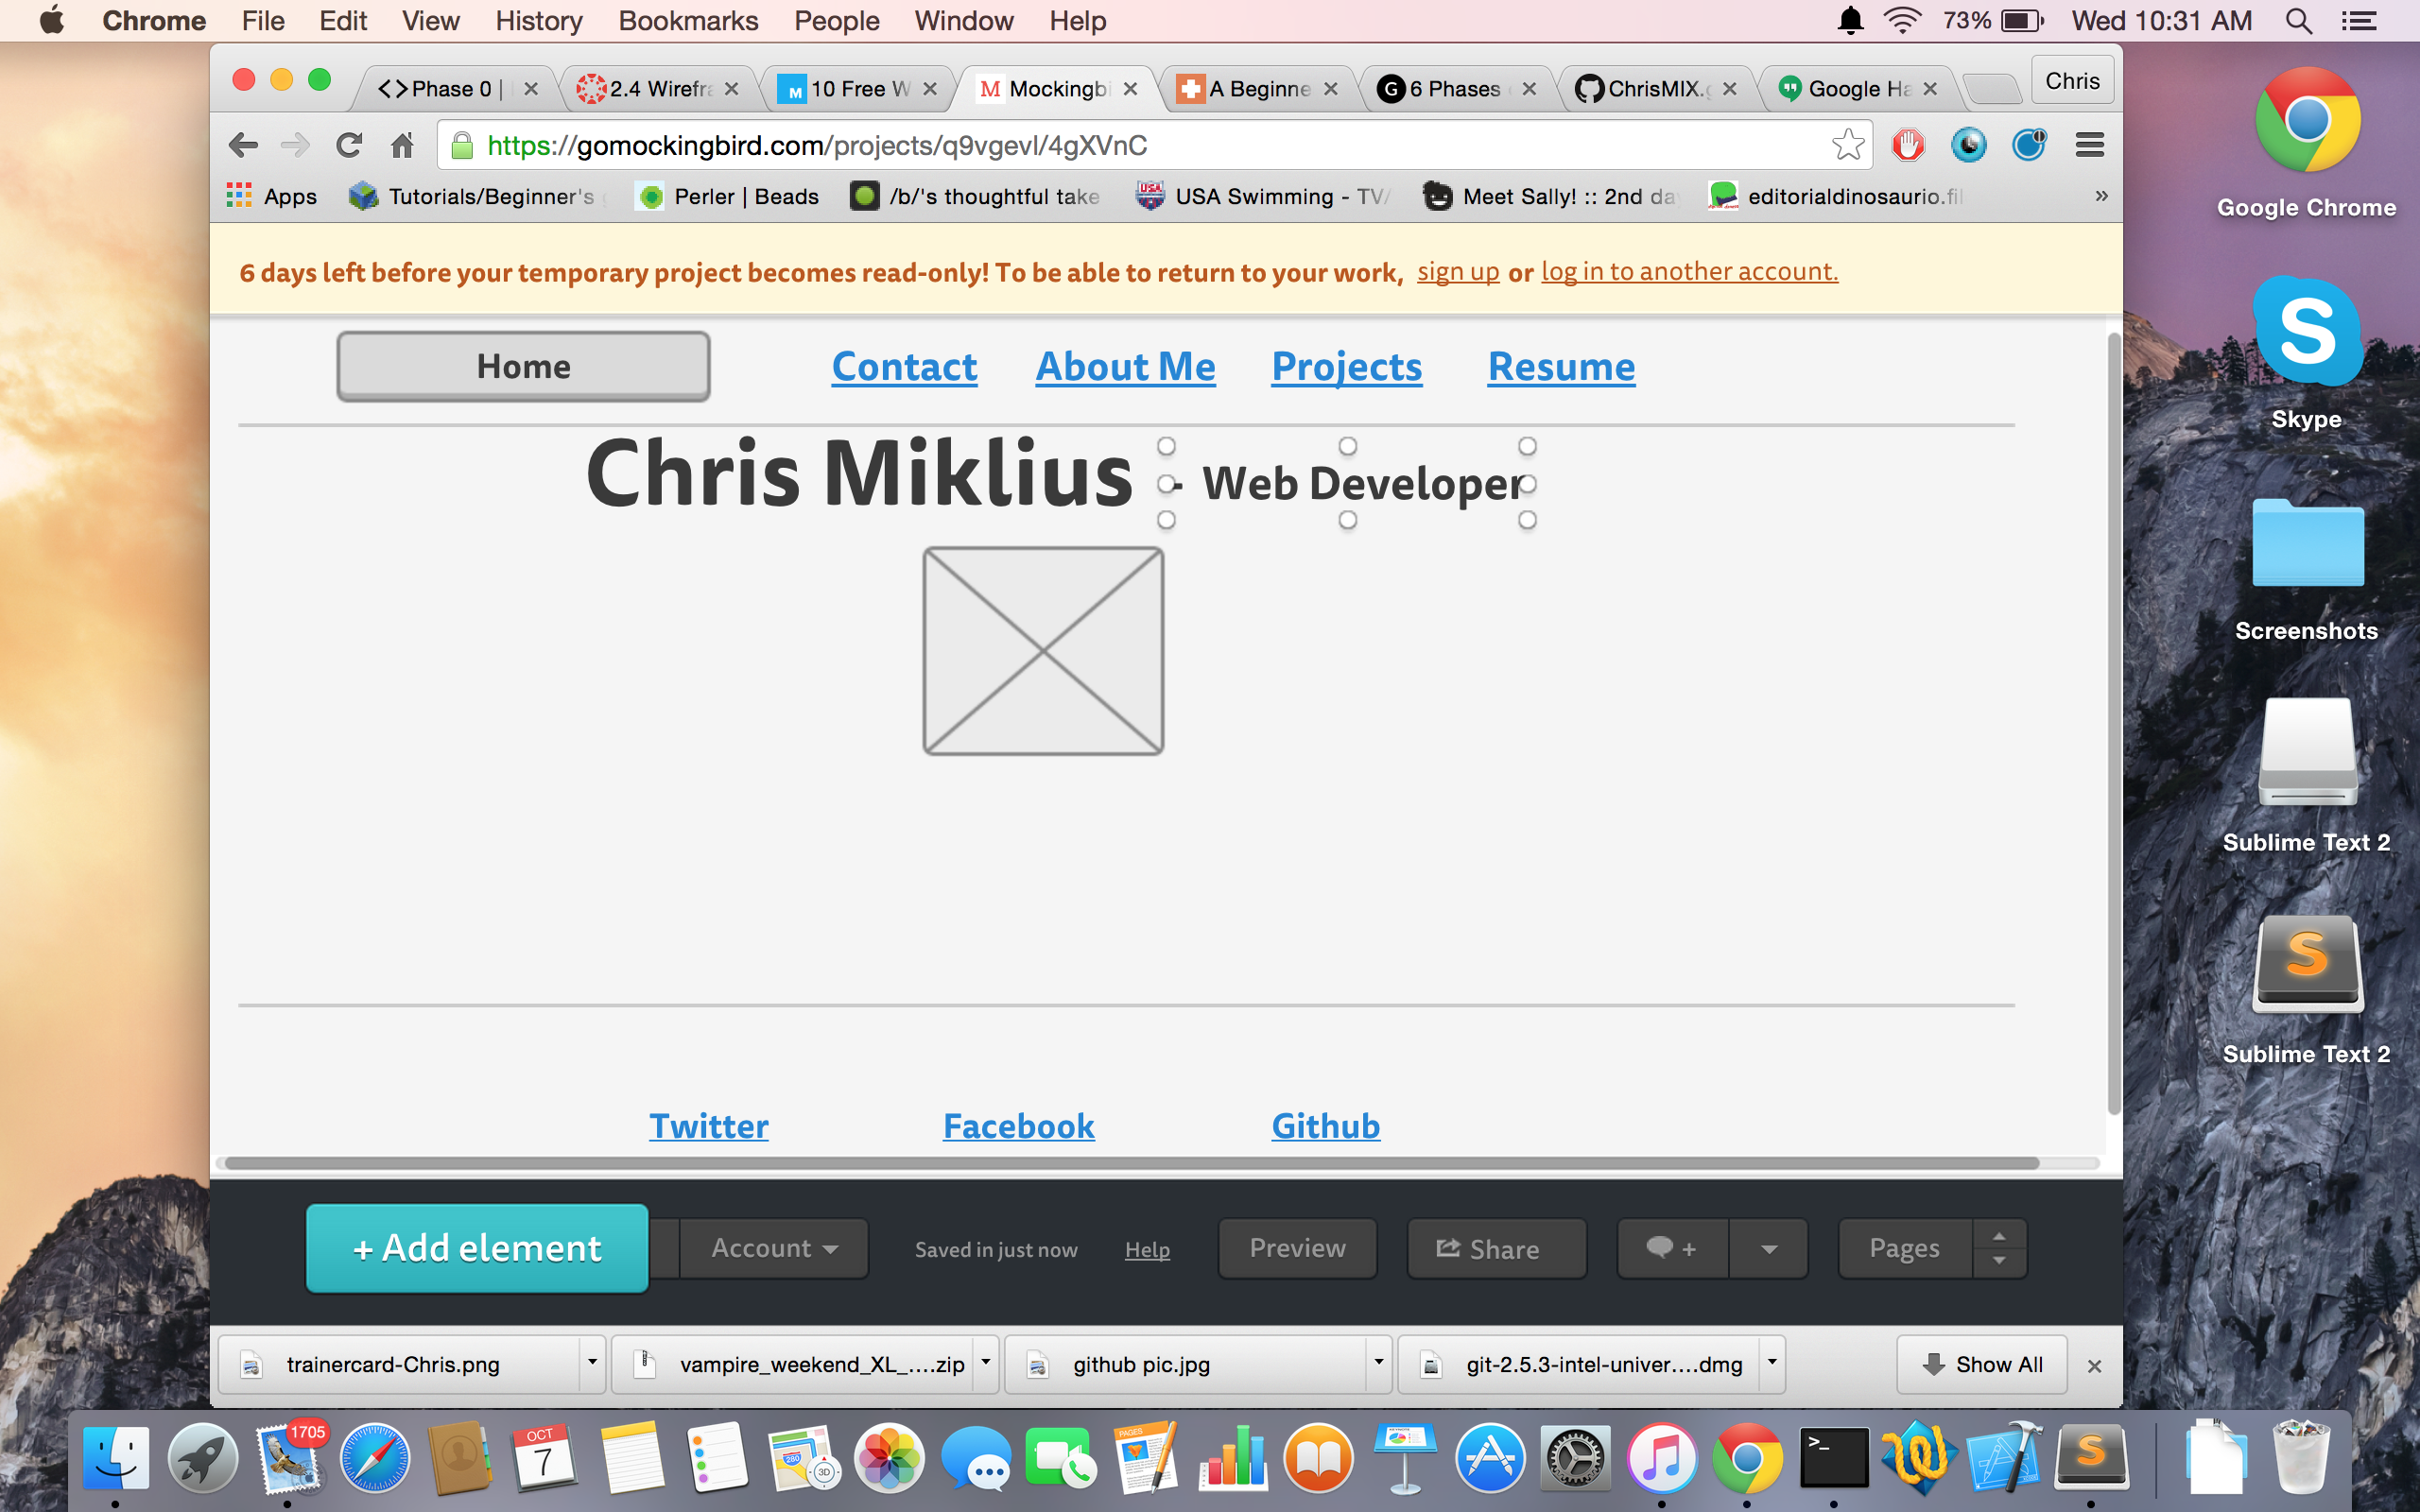 Chrome File Edit View History Bookmarks People Window Help 73% Wed 10:31 AM
Phase 0 | 2.4 Wirefra 10 Free W Mockingbi A Beginne 6 Phases ChrisMIX.g Google Ha Chris
https://gomockingbird.com/projects/q9vgevl/4gXVnC
Apps Tutorials/Beginner's Perler | Beads /b/'s thoughtful take USA Swimming - TV/ Meet Sally! :: 2nd da editorialdinosaurio.fil »
6 days left before your temporary project becomes read-only! To be able to return to your work, sign up or log in to another account.
Home Contact About Me Projects Resume
Chris Miklius - Web Developer
Twitter Facebook Github
+ Add element Account Saved in just now Help Preview Share + Pages
trainercard-Chris.png vampire_weekend_XL_....zip github pic.jpg git-2.5.3-intel-univer....dmg Show All
Google Chrome
Skype
Screenshots
Sublime Text 2
Sublime Text 2
1705
OCT
7
280
3D
PAGES